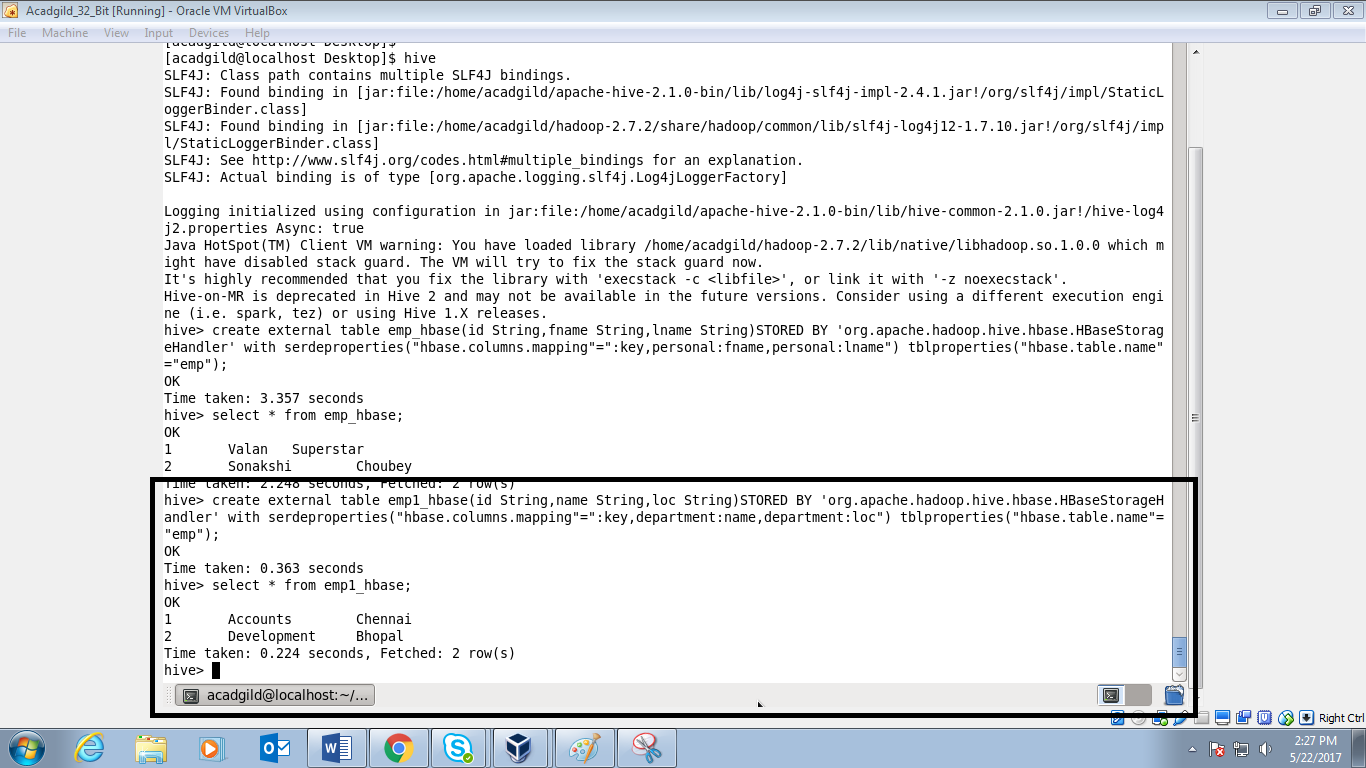 Acadgild_32_Bit [Running] - Oracle VM VirtualBox
File Machine View Input Devices Help
[acadgild@localhost Desktop]$
[acadgild@localhost Desktop]$ hive
SLF4J: Class path contains multiple SLF4J bindings.
SLF4J: Found binding in [jar:file:/home/acadgild/apache-hive-2.1.0-bin/lib/log4j-slf4j-impl-2.4.1.jar!/org/slf4j/impl/StaticL
oggerBinder.class]
SLF4J: Found binding in [jar:file:/home/acadgild/hadoop-2.7.2/share/hadoop/common/lib/slf4j-log4j12-1.7.10.jar!/org/slf4j/imp
l/StaticLoggerBinder.class]
SLF4J: See http://www.slf4j.org/codes.html#multiple_bindings for an explanation.
SLF4J: Actual binding is of type [org.apache.logging.slf4j.Log4jLoggerFactory]
Logging initialized using configuration in jar:file:/home/acadgild/apache-hive-2.1.0-bin/lib/hive-common-2.1.0.jar!/hive-log4
j2.properties Async: true
Java HotSpot(TM) Client VM warning: You have loaded library /home/acadgild/hadoop-2.7.2/lib/native/libhadoop.so.1.0.0 which m
ight have disabled stack guard. The VM will try to fix the stack guard now.
It's highly recommended that you fix the library with 'execstack -c <libfile>', or link it with '-z noexecstack'.
Hive-on-MR is deprecated in Hive 2 and may not be available in the future versions. Consider using a different execution engi
ne (i.e. spark, tez) or using Hive 1.X releases.
hive> create external table emp_hbase(id String,fname String,lname String)STORED BY 'org.apache.hadoop.hive.hbase.HBaseStorag
eHandler' with serdeproperties("hbase.columns.mapping"=":key,personal:fname,personal:lname") tblproperties("hbase.table.name"
="emp");
OK
Time taken: 3.357 seconds
hive> select * from emp_hbase;
OK
1 Valan Superstar
2 Sonakshi Choubey
Time taken: 2.248 seconds, Fetched: 2 row(s)
hive> create external table emp1_hbase(id String,name String,loc String)STORED BY 'org.apache.hadoop.hive.hbase.HBaseStorageH
andler' with serdeproperties("hbase.columns.mapping"=":key,department:name,department:loc") tblproperties("hbase.table.name"=
"emp");
OK
Time taken: 0.363 seconds
hive> select * from emp1_hbase;
OK
1 Accounts Chennai
2 Development Bhopal
Time taken: 0.224 seconds, Fetched: 2 row(s)
hive>
acadgild@localhost:~/...
Right Ctrl
2:27 PM
5/22/2017